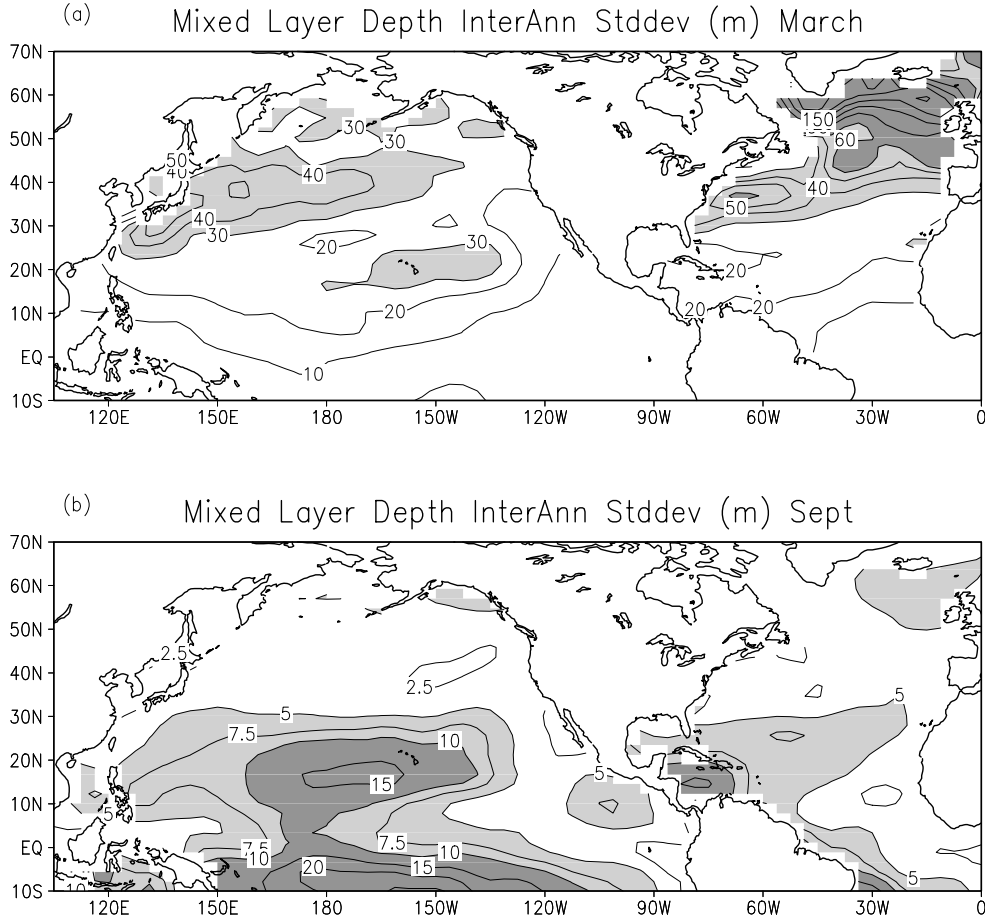 (a)
Mixed Layer Depth InterAnn Stddev (m) March
70N
60N
150
30
60
50N
30
50
40
40N
40
40
50
40
30
30N
30
20
20N
20
20
20
20
10N
EQ
10
10S
120E 150E 180 150W 120W 90W 60W 30W 0
(b)
Mixed Layer Depth InterAnn Stddev (m) Sept
70N
60N
50N
2.5
40N
2.5
5
5
30N
7.5
10
20N
5
15
10N
5
7.5
7.5
EQ
10
10
20
15
5
10
10S
120E 150E 180 150W 120W 90W 60W 30W 0